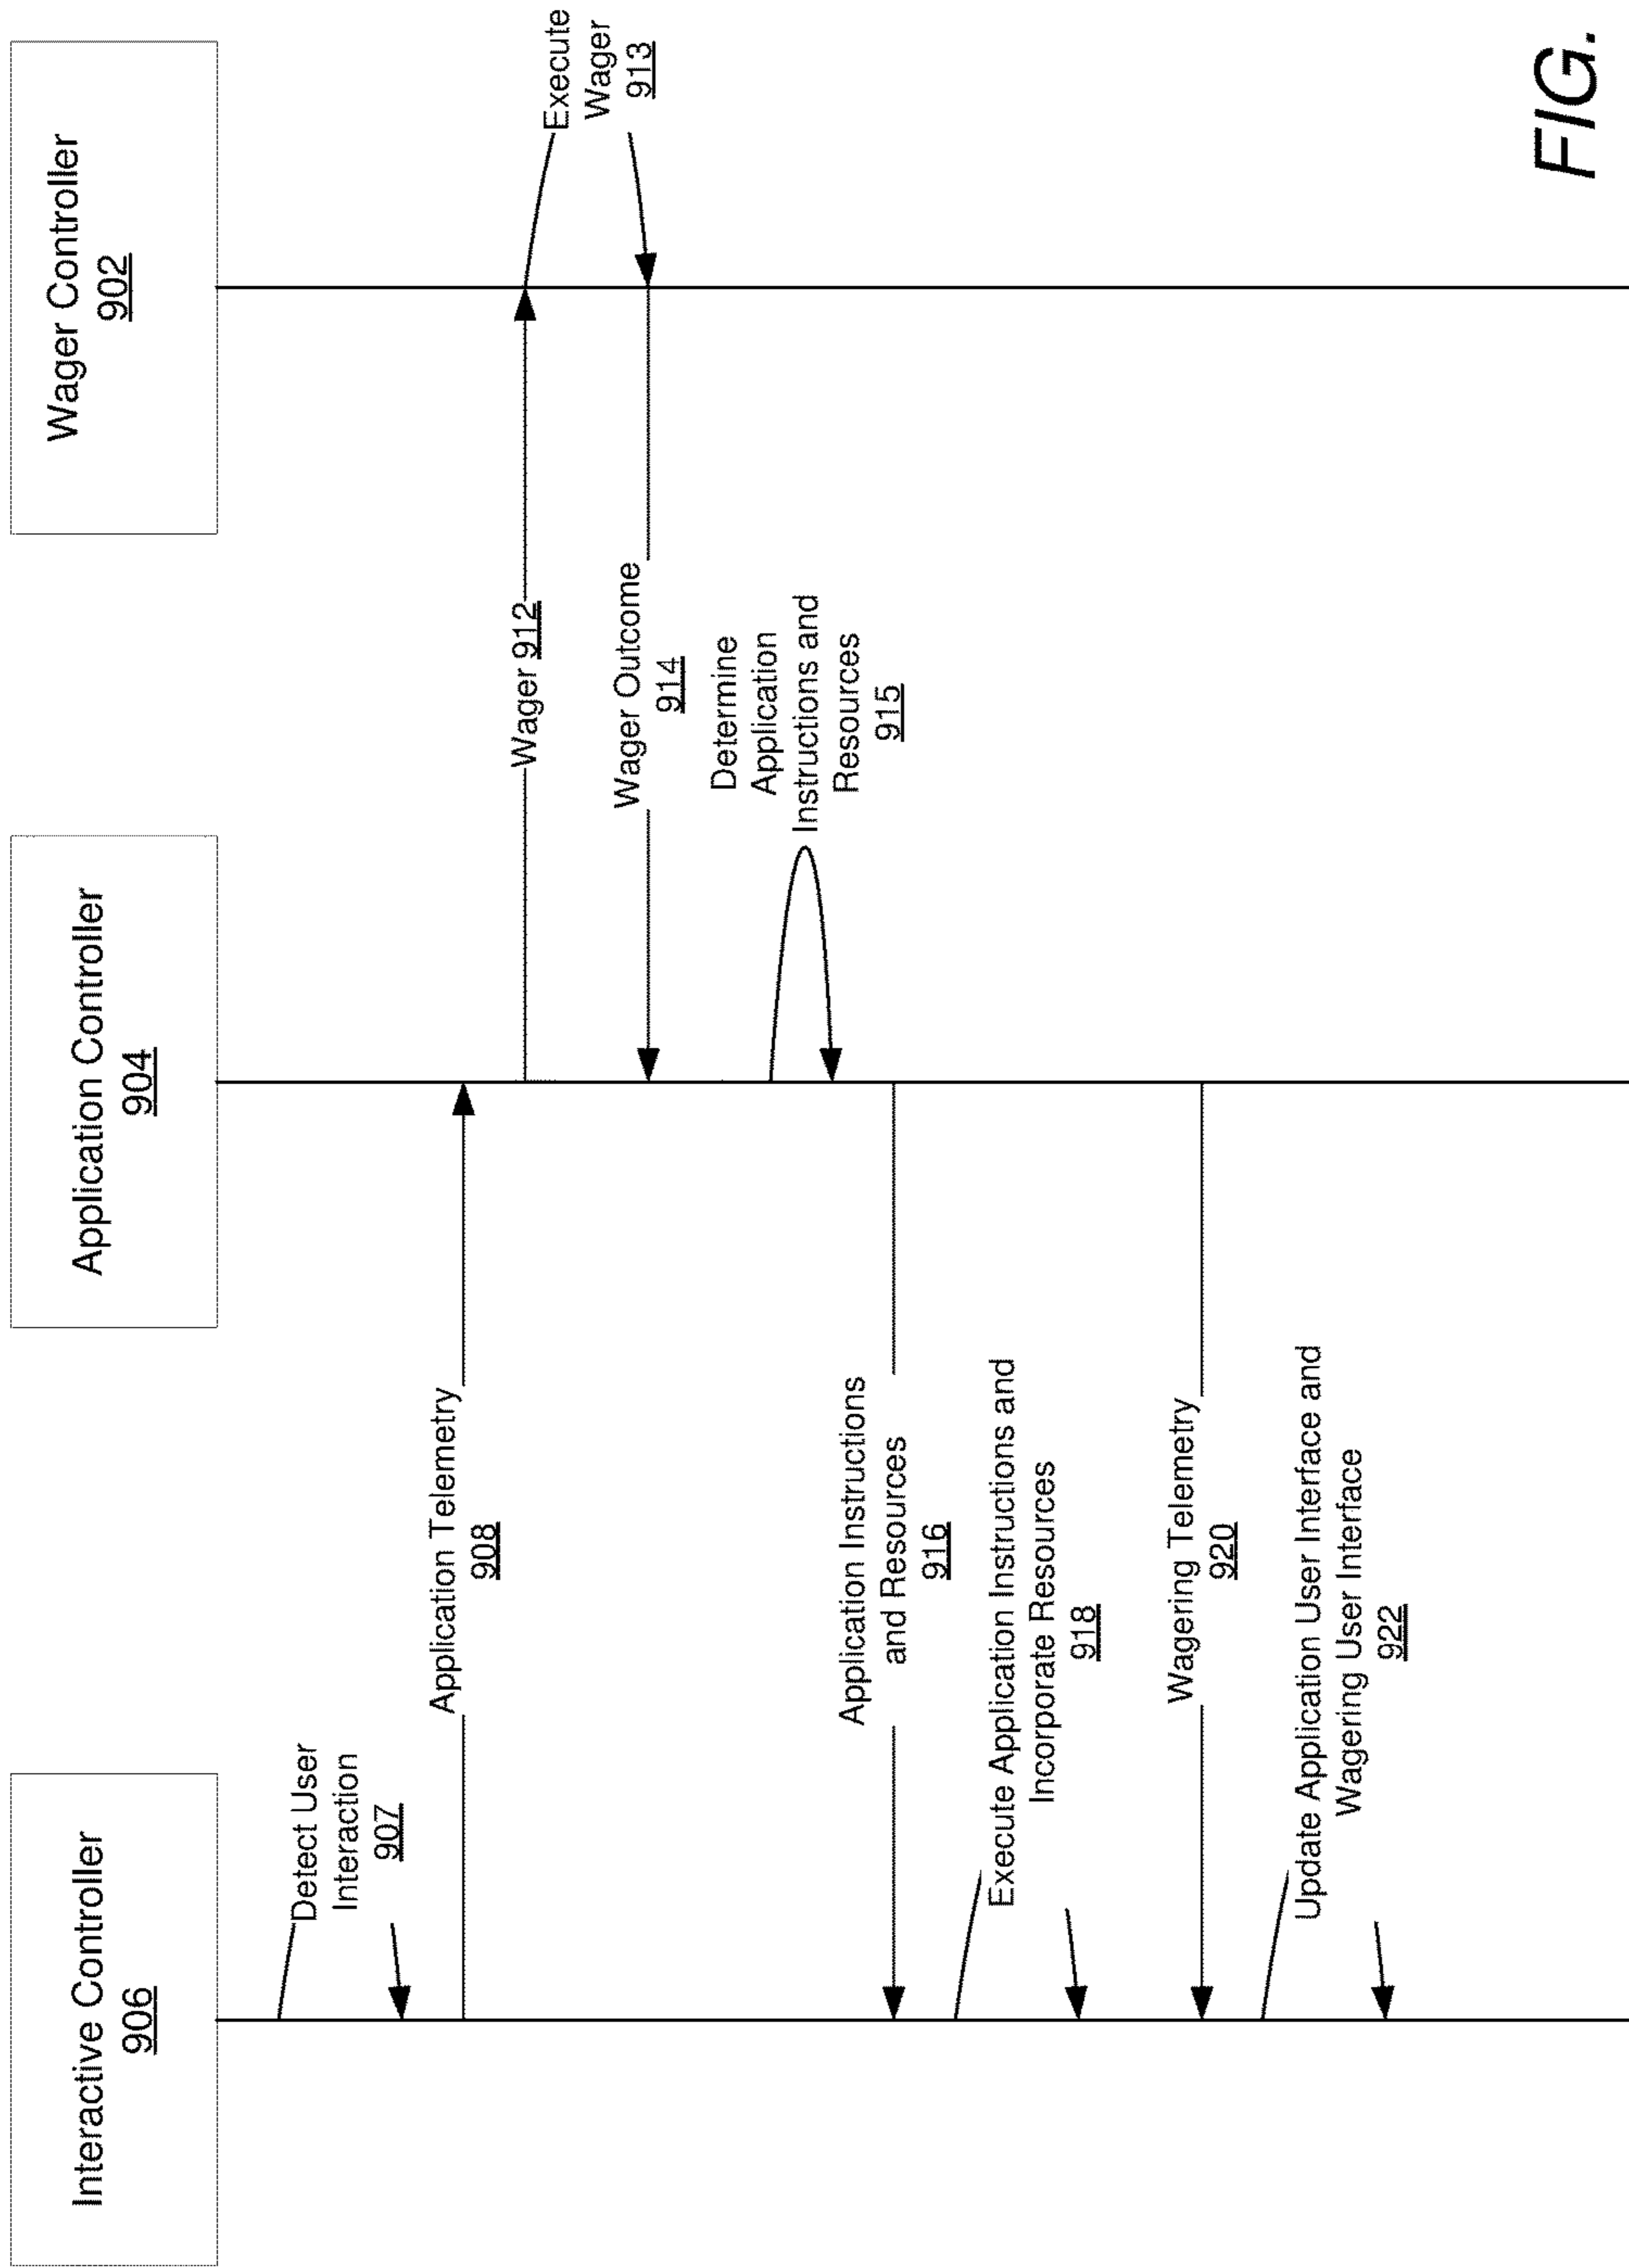 Interactive Controller
906
Application Controller
904
Wager Controller
902
Detect User
Interaction
907
Application Telemetry
908
Wager 912
Execute
Wager
913
Wager Outcome
914
Determine
Application
Instructions and
Resources
915
Application Instructions
and Resources
916
Execute Application Instructions and
Incorporate Resources
918
Wagering Telemetry
920
Update Application User Interface and
Wagering User Interface
922
FIG.